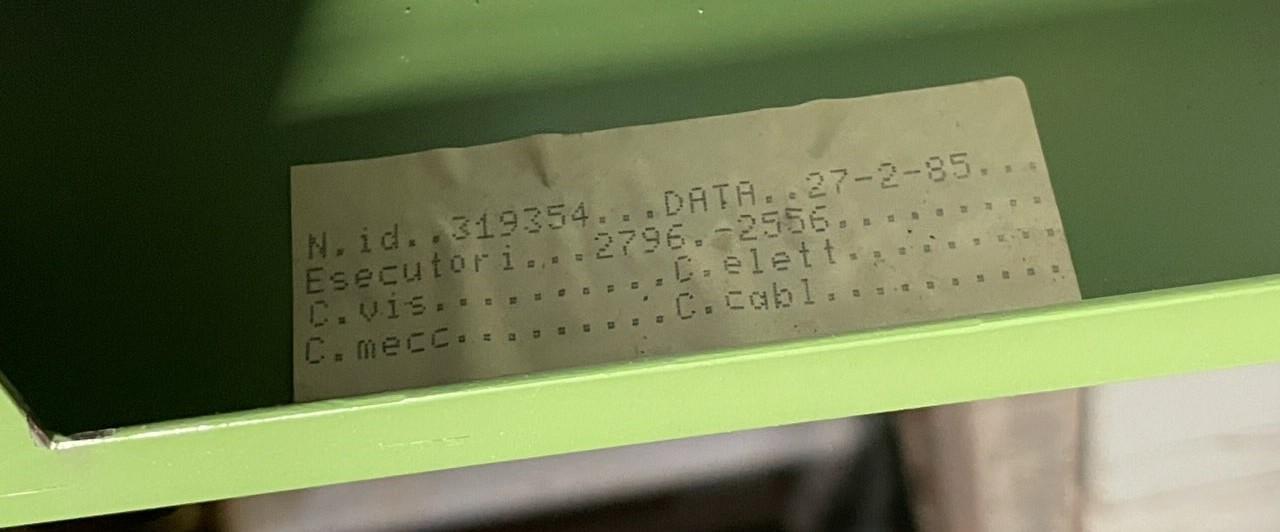 N.id..319354...DATA..27-2-85...
Esecutori...2796.-2556.........
C.vis..........C.elett.........
C.mecc.........C.cabl..........